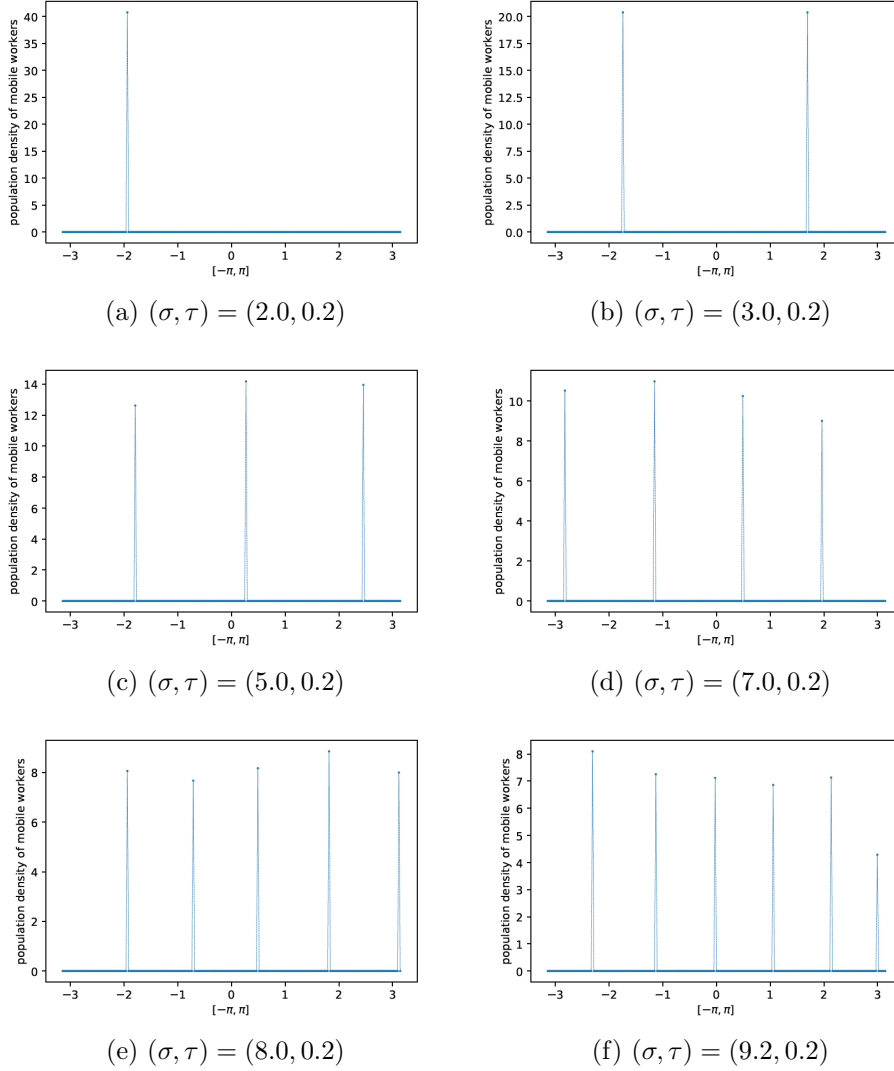 population density of mobile workers
40
35
30
25
20
15
10
5
0
−3 −2 −1 0 1 2 3
[−π, π]
(a) (σ, τ) = (2.0, 0.2)
population density of mobile workers
20.0
17.5
15.0
12.5
10.0
7.5
5.0
2.5
0.0
−3 −2 −1 0 1 2 3
[−π, π]
(b) (σ, τ) = (3.0, 0.2)
population density of mobile workers
14
12
10
8
6
4
2
0
−3 −2 −1 0 1 2 3
[−π, π]
(c) (σ, τ) = (5.0, 0.2)
population density of mobile workers
10
8
6
4
2
0
−3 −2 −1 0 1 2 3
[−π, π]
(d) (σ, τ) = (7.0, 0.2)
population density of mobile workers
8
6
4
2
0
−3 −2 −1 0 1 2 3
[−π, π]
(e) (σ, τ) = (8.0, 0.2)
population density of mobile workers
8
7
6
5
4
3
2
1
0
−3 −2 −1 0 1 2 3
[−π, π]
(f) (σ, τ) = (9.2, 0.2)